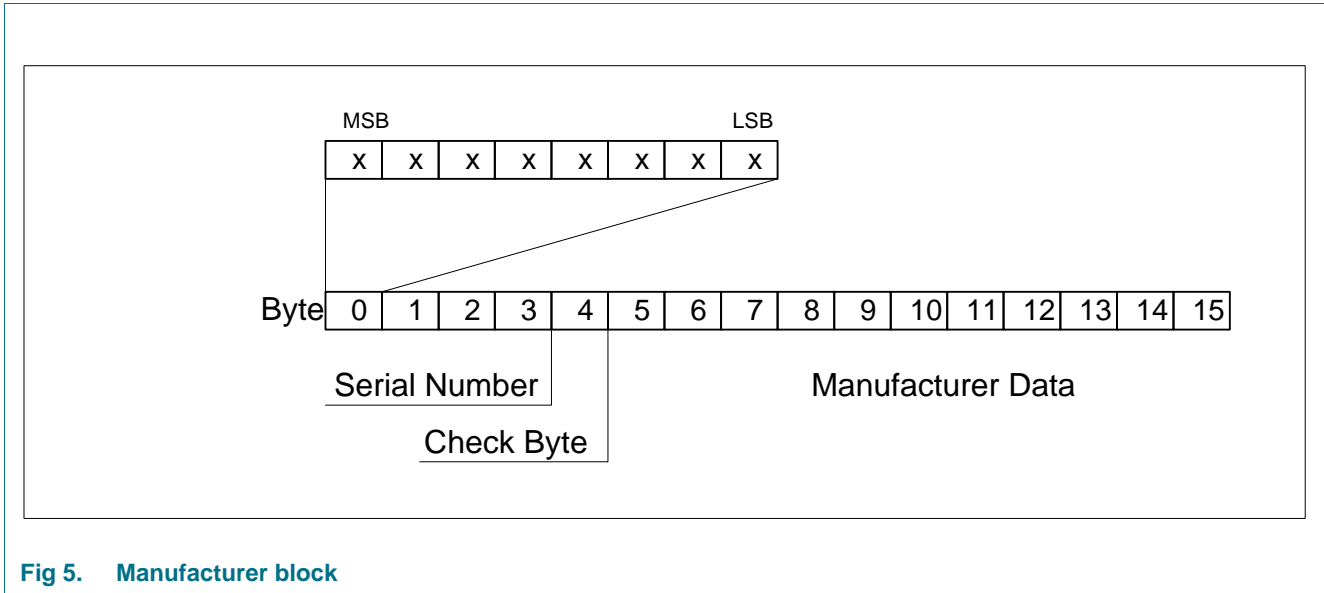 MSB LSB
x x x x x x x x
Byte 0 1 2 3 4 5 6 7 8 9 10 11 12 13 14 15
Serial Number Manufacturer Data
Check Byte
Fig 5. Manufacturer block